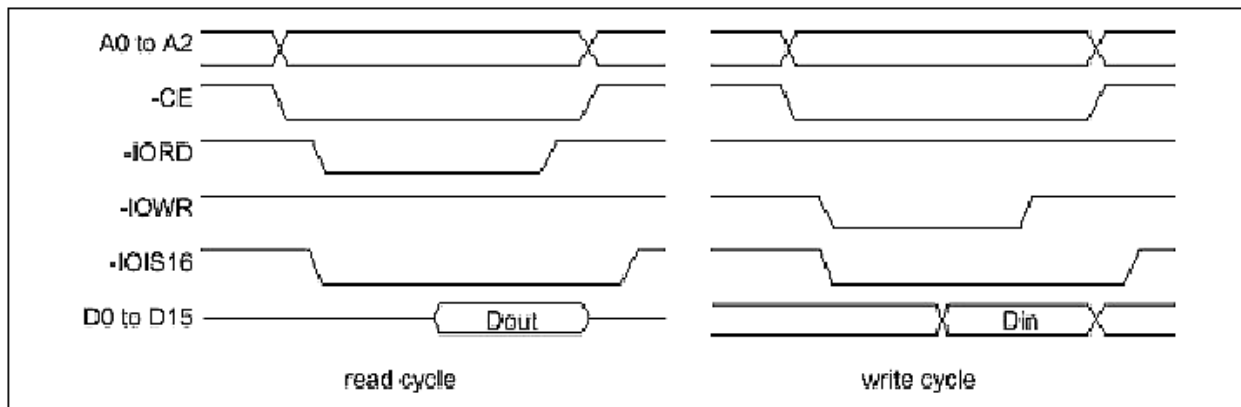 A0 to A2
-CE
-IORD
-IOWR
-IOIS16
D0 to D15 Dout Din
read cycle write cycle